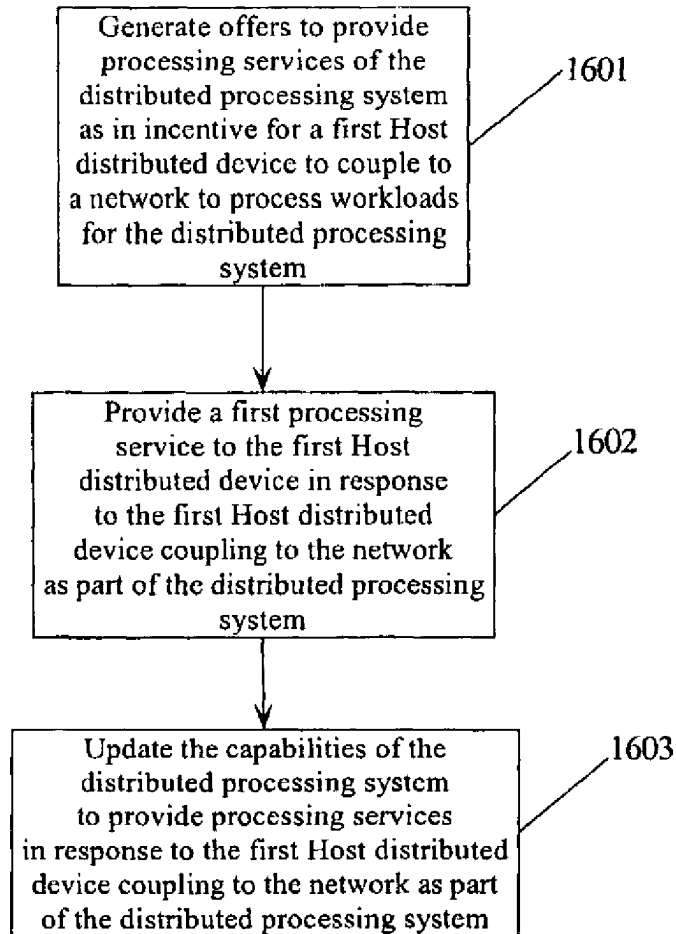 Generate offers to provide
processing services of the
distributed processing system
as in incentive for a first Host
distributed device to couple to
a network to process workloads
for the distributed processing
system
1601
Provide a first processing
service to the first Host
distributed device in response
to the first Host distributed
device coupling to the network
as part of the distributed processing
system
1602
Update the capabilities of the
distributed processing system
to provide processing services
in response to the first Host distributed
device coupling to the network as part
of the distributed processing system
1603